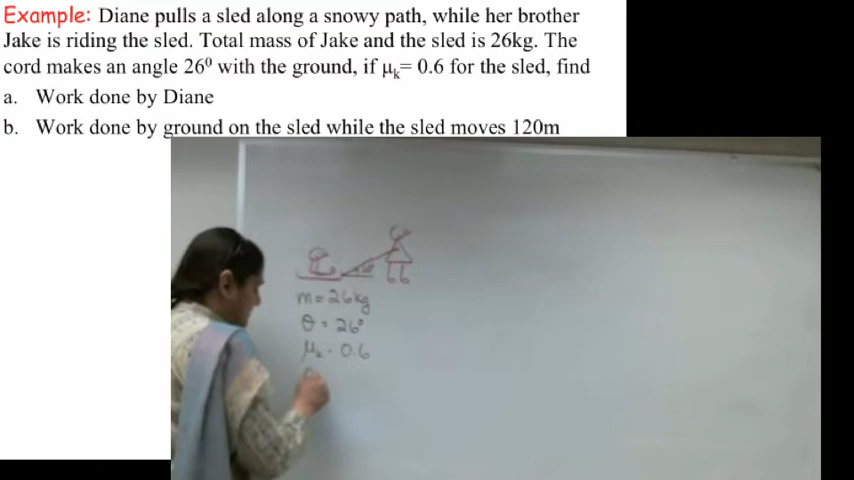 Example: Diane pulls a sled along a snowy path, while her brother
Jake is riding the sled. Total mass of Jake and the sled is 26kg. The
cord makes an angle 26⁰ with the ground, if μₖ= 0.6 for the sled, find
a. Work done by Diane
b. Work done by ground on the sled while the sled moves 120m
m = 26kg
θ = 26°
μₖ = 0.6